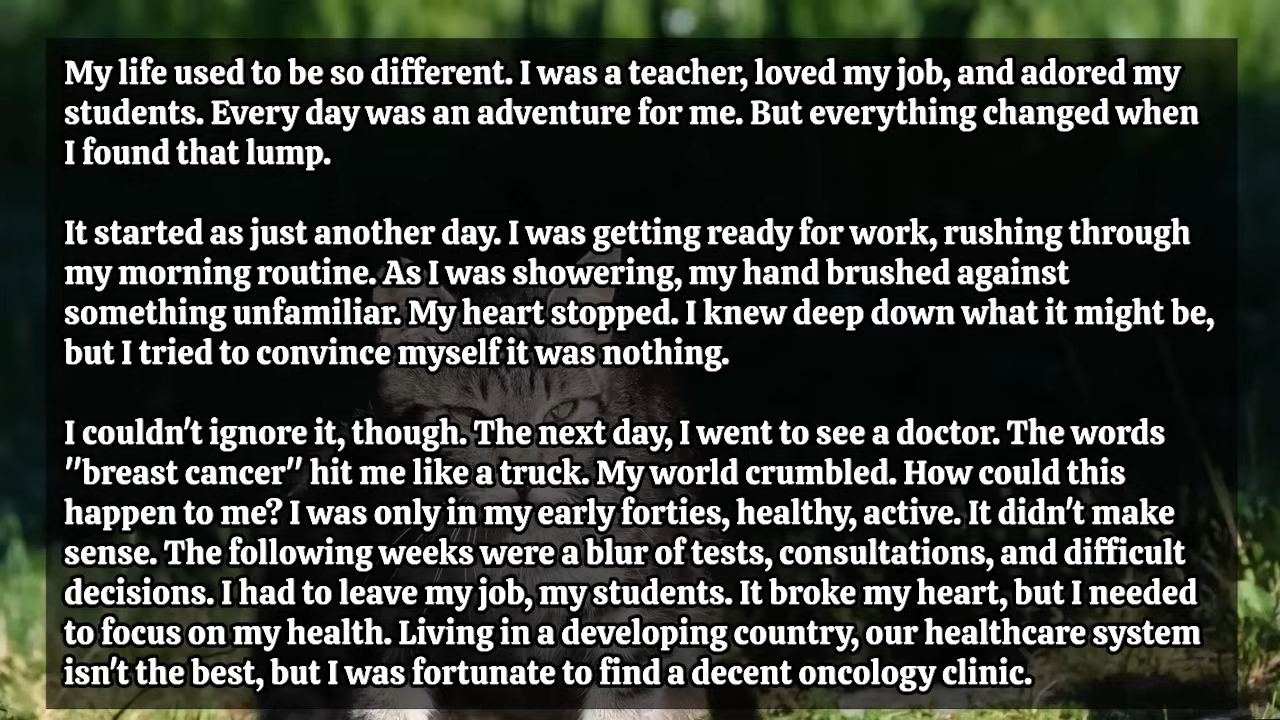 My life used to be so different. I was a teacher, loved my job, and adored my
students. Every day was an adventure for me. But everything changed when
I found that lump.
It started as just another day. I was getting ready for work, rushing through
my morning routine. As I was showering, my hand brushed against
something unfamiliar. My heart stopped. I knew deep down what it might be,
but I tried to convince myself it was nothing.
I couldn't ignore it, though. The next day, I went to see a doctor. The words
"breast cancer" hit me like a truck. My world crumbled. How could this
happen to me? I was only in my early forties, healthy, active. It didn't make
sense. The following weeks were a blur of tests, consultations, and difficult
decisions. I had to leave my job, my students. It broke my heart, but I needed
to focus on my health. Living in a developing country, our healthcare system
isn't the best, but I was fortunate to find a decent oncology clinic.